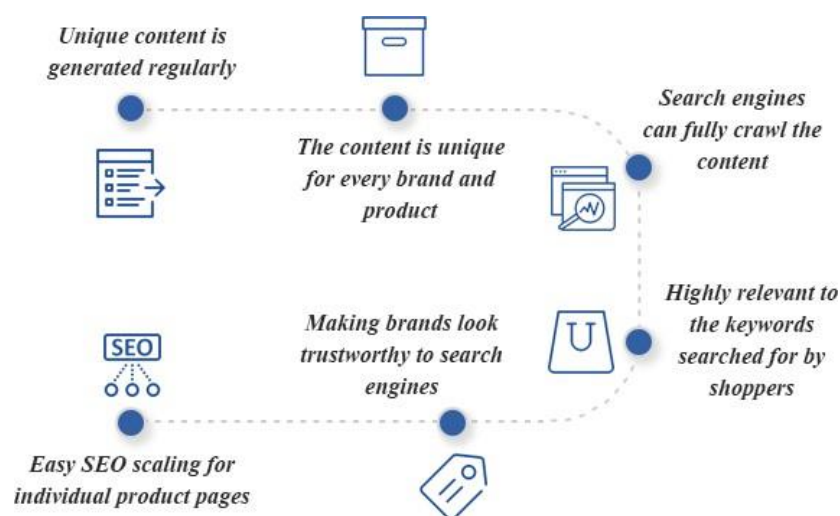 Unique content is
generated regularly
The content is unique
for every brand and
product
Search engines
can fully crawl the
content
Highly relevant to
the keywords
searched for by
shoppers
Making brands look
trustworthy to search
engines
SEO
Easy SEO scaling for
individual product pages